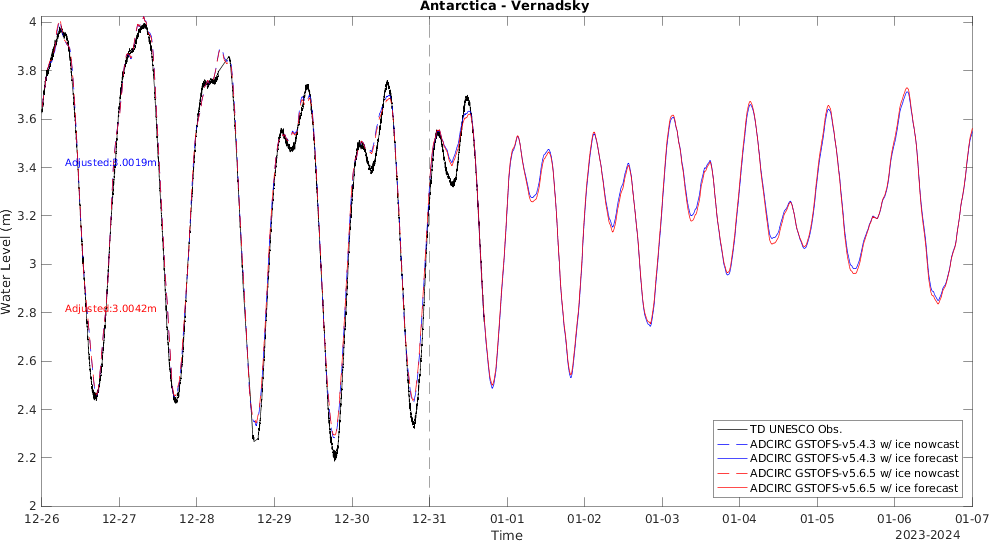 Antarctica - Vernadsky
Water Level (m)
4
3.8
3.6
3.4
3.2
3
2.8
2.6
2.4
2.2
2
Adjusted:3.0019m
Adjusted:3.0042m
TD UNESCO Obs.
ADCIRC GSTOFS-v5.4.3 w/ ice nowcast
ADCIRC GSTOFS-v5.4.3 w/ ice forecast
ADCIRC GSTOFS-v5.6.5 w/ ice nowcast
ADCIRC GSTOFS-v5.6.5 w/ ice forecast
12-26 12-27 12-28 12-29 12-30 12-31 01-01 01-02 01-03 01-04 01-05 01-06 01-07
Time
2023-2024